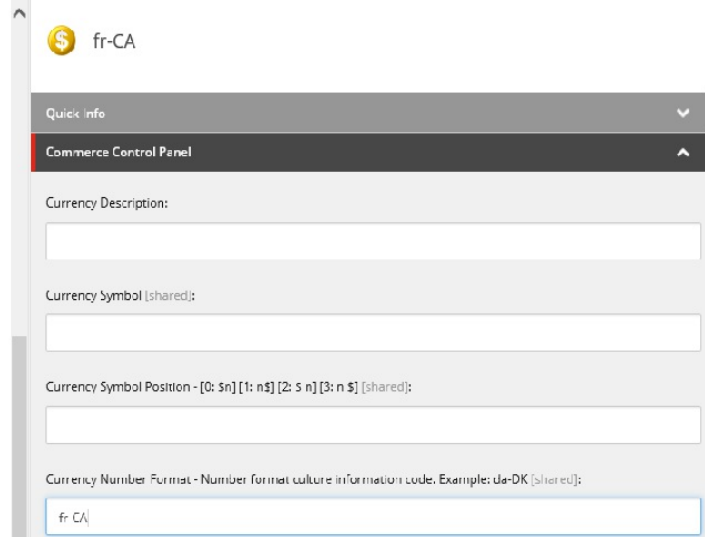 fr-CA
Quick Info
Commerce Control Panel
Currency Description:
Currency Symbol [shared]:
Currency Symbol Position - [0: $n] [1: n$] [2: $ n] [3: n $] [shared]:
Currency Number Format - Number format culture information code. Example: da-DK [shared]:
fr-CA